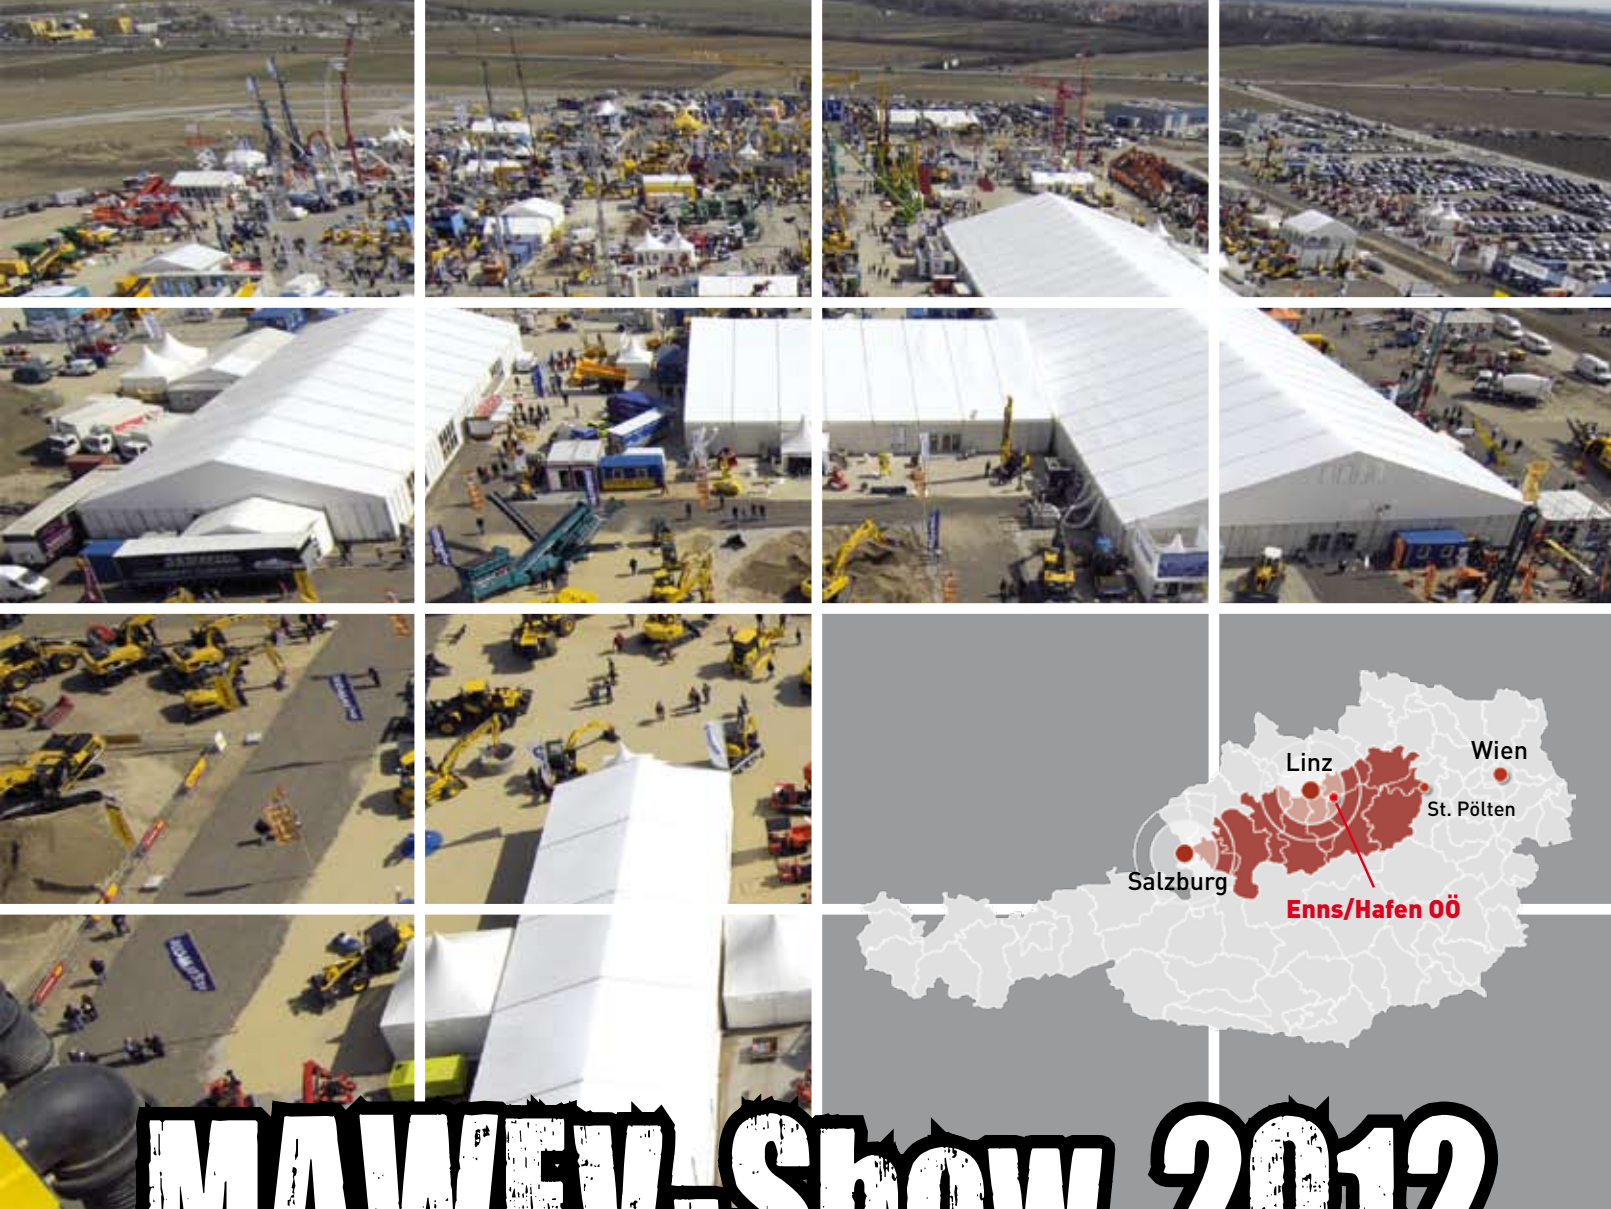 Linz
Wien
St. Pölten
Salzburg
Enns/Hafen OÖ
MAWEV-Show 2012